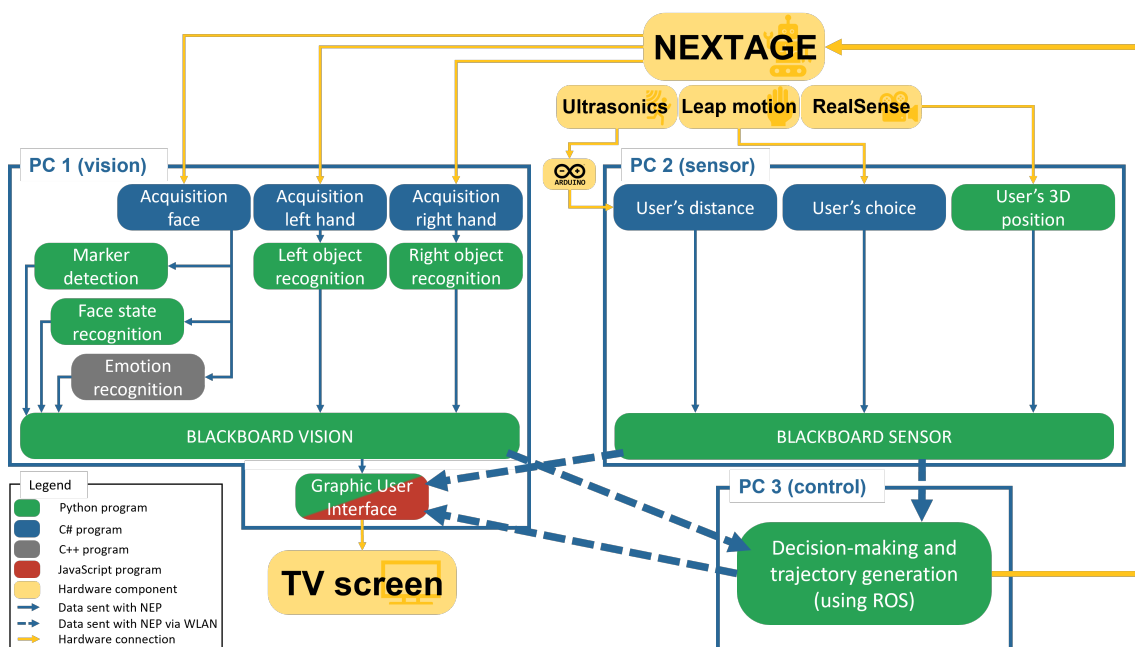 NEXTAGE
Ultrasonics
Leap motion
RealSense
ARDUINO
PC 1 (vision)
Acquisition
face
Acquisition
left hand
Acquisition
right hand
Marker
detection
Left object
recognition
Right object
recognition
Face state
recognition
Emotion
recognition
BLACKBOARD VISION
Graphic User
Interface
TV screen
PC 2 (sensor)
User's distance
User's choice
User's 3D
position
BLACKBOARD SENSOR
PC 3 (control)
Decision-making and
trajectory generation
(using ROS)
Legend
Python program
C# program
C++ program
JavaScript program
Hardware component
Data sent with NEP
Data sent with NEP via WLAN
Hardware connection